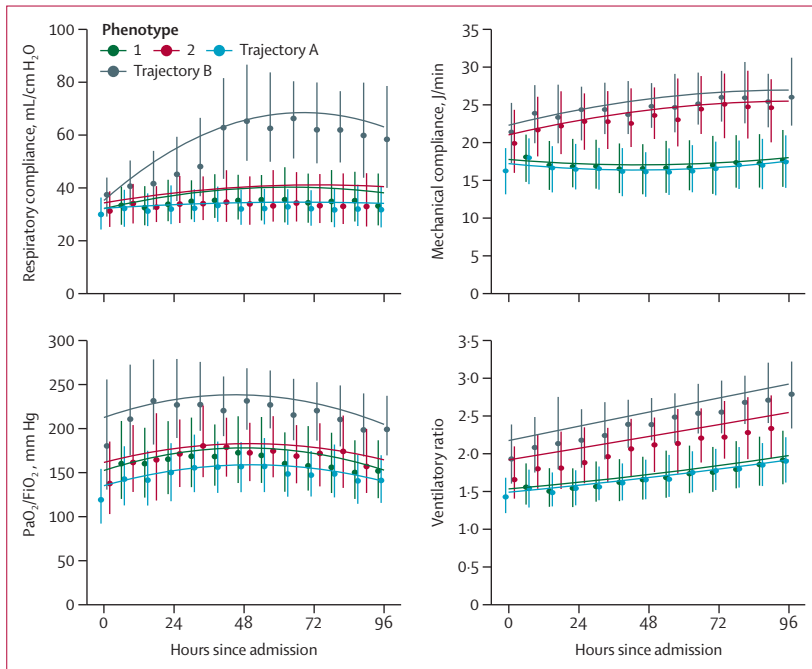 Phenotype
1 2 Trajectory A
Trajectory B
Respiratory compliance, mL/cm H₂O
100
80
60
40
20
0
Mechanical compliance, J/min
35
30
25
20
15
10
5
0
PaO₂/FiO₂, mm Hg
300
250
200
150
100
50
0
0 24 48 72 96
Hours since admission
Ventilatory ratio
3·5
3·0
2·5
2·0
1·5
1·0
0·5
0
0 24 48 72 96
Hours since admission